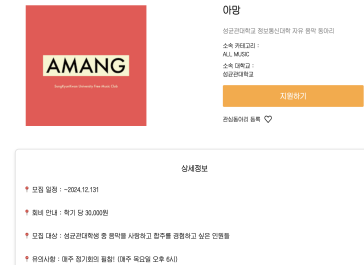 아망
성균관대학교 정보통신대학 자유 음악 동아리
소속 카테고리 :
ALL MUSIC
소속 대학교 :
성균관대학교
지원하기
관심동아리 등록
AMANG
SungKyunKwan University Free Music Club
상세정보
모집 일정 : ~2024.12.131
회비 안내 : 학기 당 30,000원
모집 대상 : 성균관대학생 중 음악을 사랑하고 합주를 경험하고 싶은 인원들
유의사항 : 매주 정기회의 필참! (매주 목요일 오후 6시)